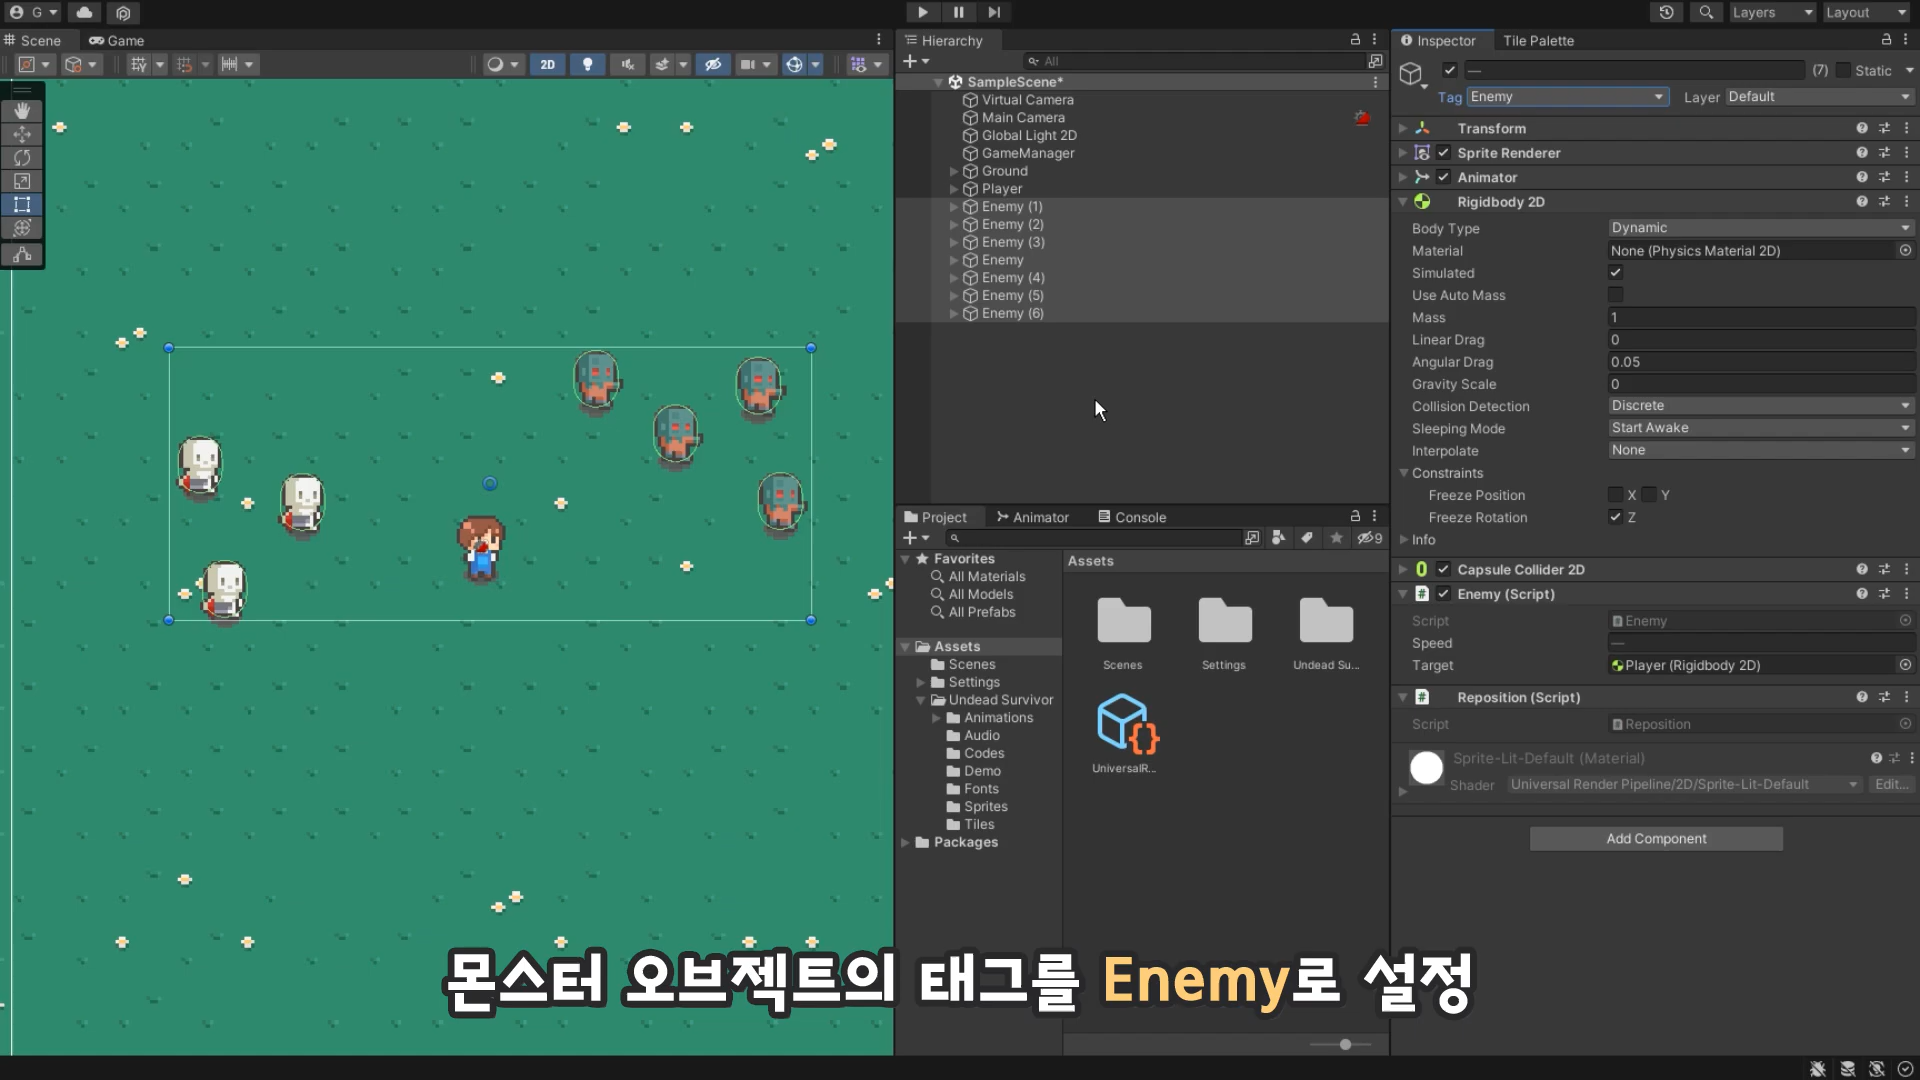 G
Layers
Layout
Scene
Game
2D
Hierarchy
All
SampleScene*
Virtual Camera
Main Camera
Global Light 2D
GameManager
Ground
Player
Enemy (1)
Enemy (2)
Enemy (3)
Enemy
Enemy (4)
Enemy (5)
Enemy (6)
Project
Animator
Console
9
Favorites
All Materials
All Models
All Prefabs
Assets
Scenes
Settings
Undead Survivor
Animations
Audio
Codes
Demo
Fonts
Sprites
Tiles
Packages
Assets
Scenes
Settings
Undead Su...
UniversalR...
Inspector
Tile Palette
— (7) Static
Tag Enemy Layer Default
Transform
Sprite Renderer
Animator
Rigidbody 2D
Body Type Dynamic
Material None (Physics Material 2D)
Simulated
Use Auto Mass
Mass 1
Linear Drag 0
Angular Drag 0.05
Gravity Scale 0
Collision Detection Discrete
Sleeping Mode Start Awake
Interpolate None
Constraints
Freeze Position X Y
Freeze Rotation Z
Info
Capsule Collider 2D
# Enemy (Script)
Script Enemy
Speed —
Target Player (Rigidbody 2D)
# Reposition (Script)
Script Reposition
Sprite-Lit-Default (Material)
Shader Universal Render Pipeline/2D/Sprite-Lit-Default Edit...
Add Component
몬스터 오브젝트의 태그를 Enemy로 설정